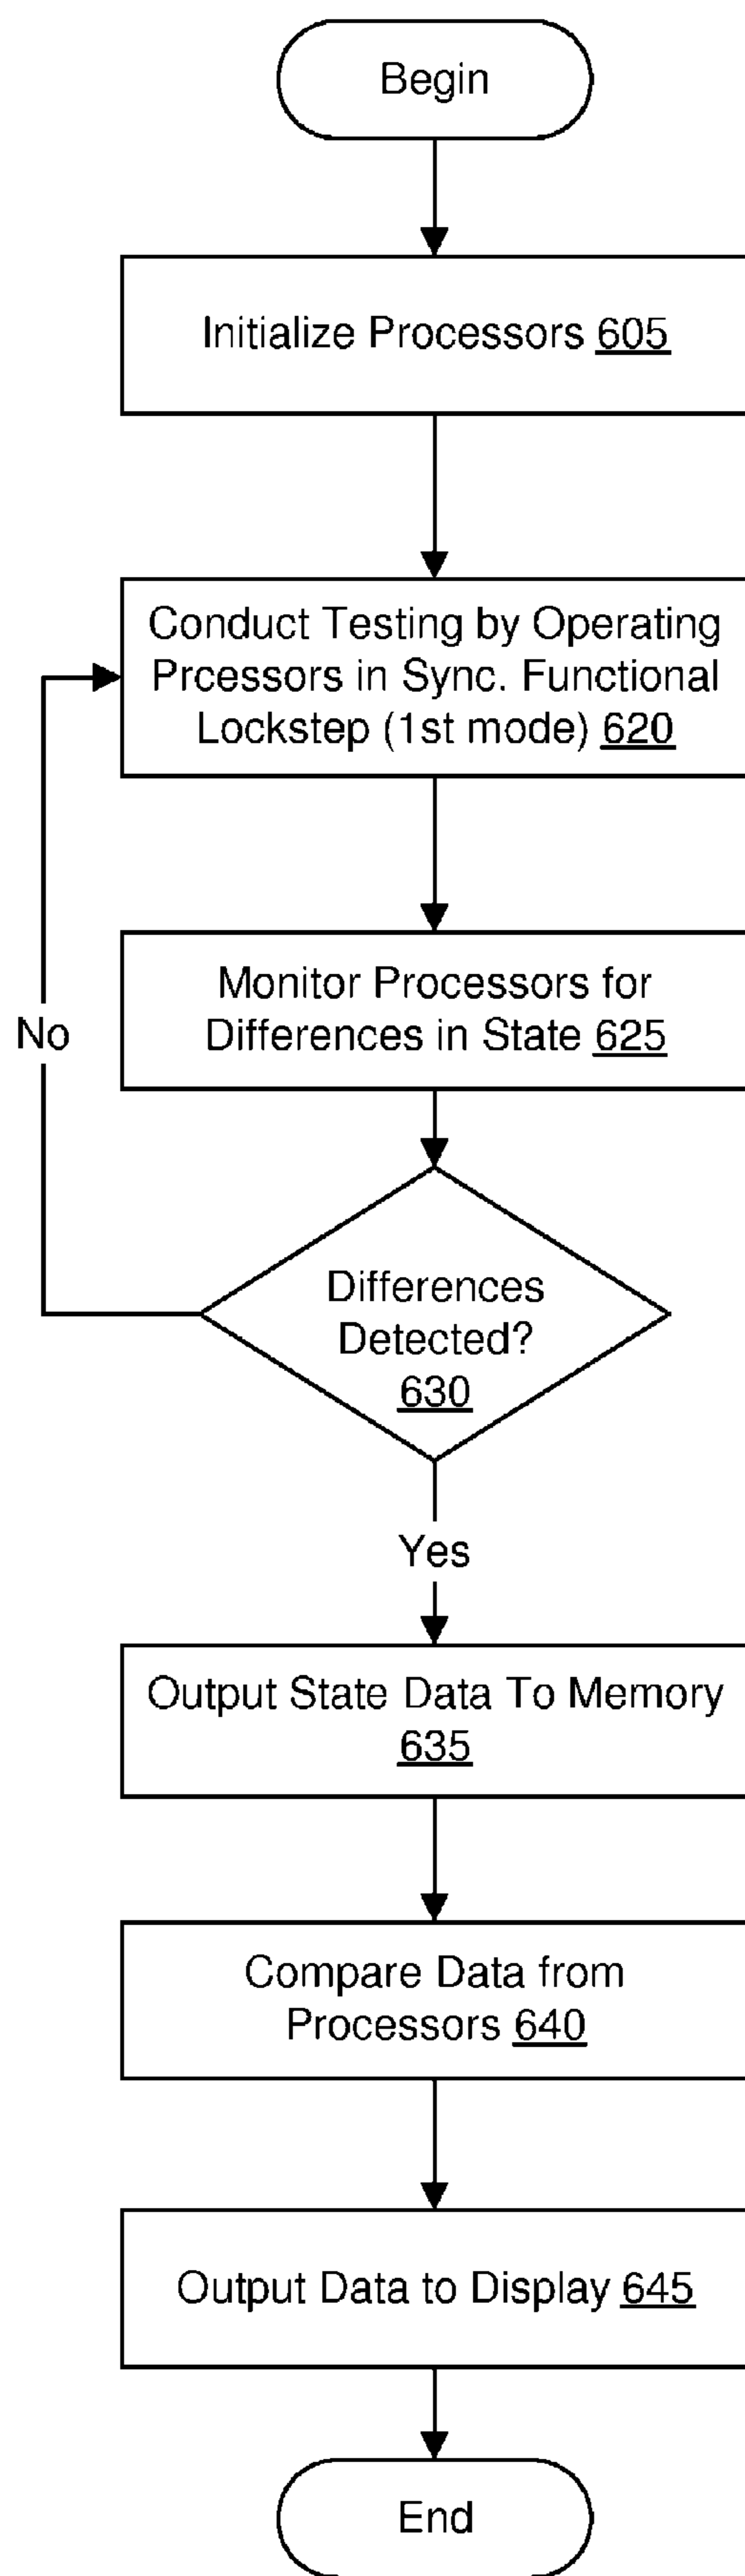 Begin
Initialize Processors 605
Conduct Testing by Operating
Prcessors in Sync. Functional
Lockstep (1st mode) 620
Monitor Processors for
Differences in State 625
No
Differences
Detected?
630
Yes
Output State Data To Memory
635
Compare Data from
Processors 640
Output Data to Display 645
End